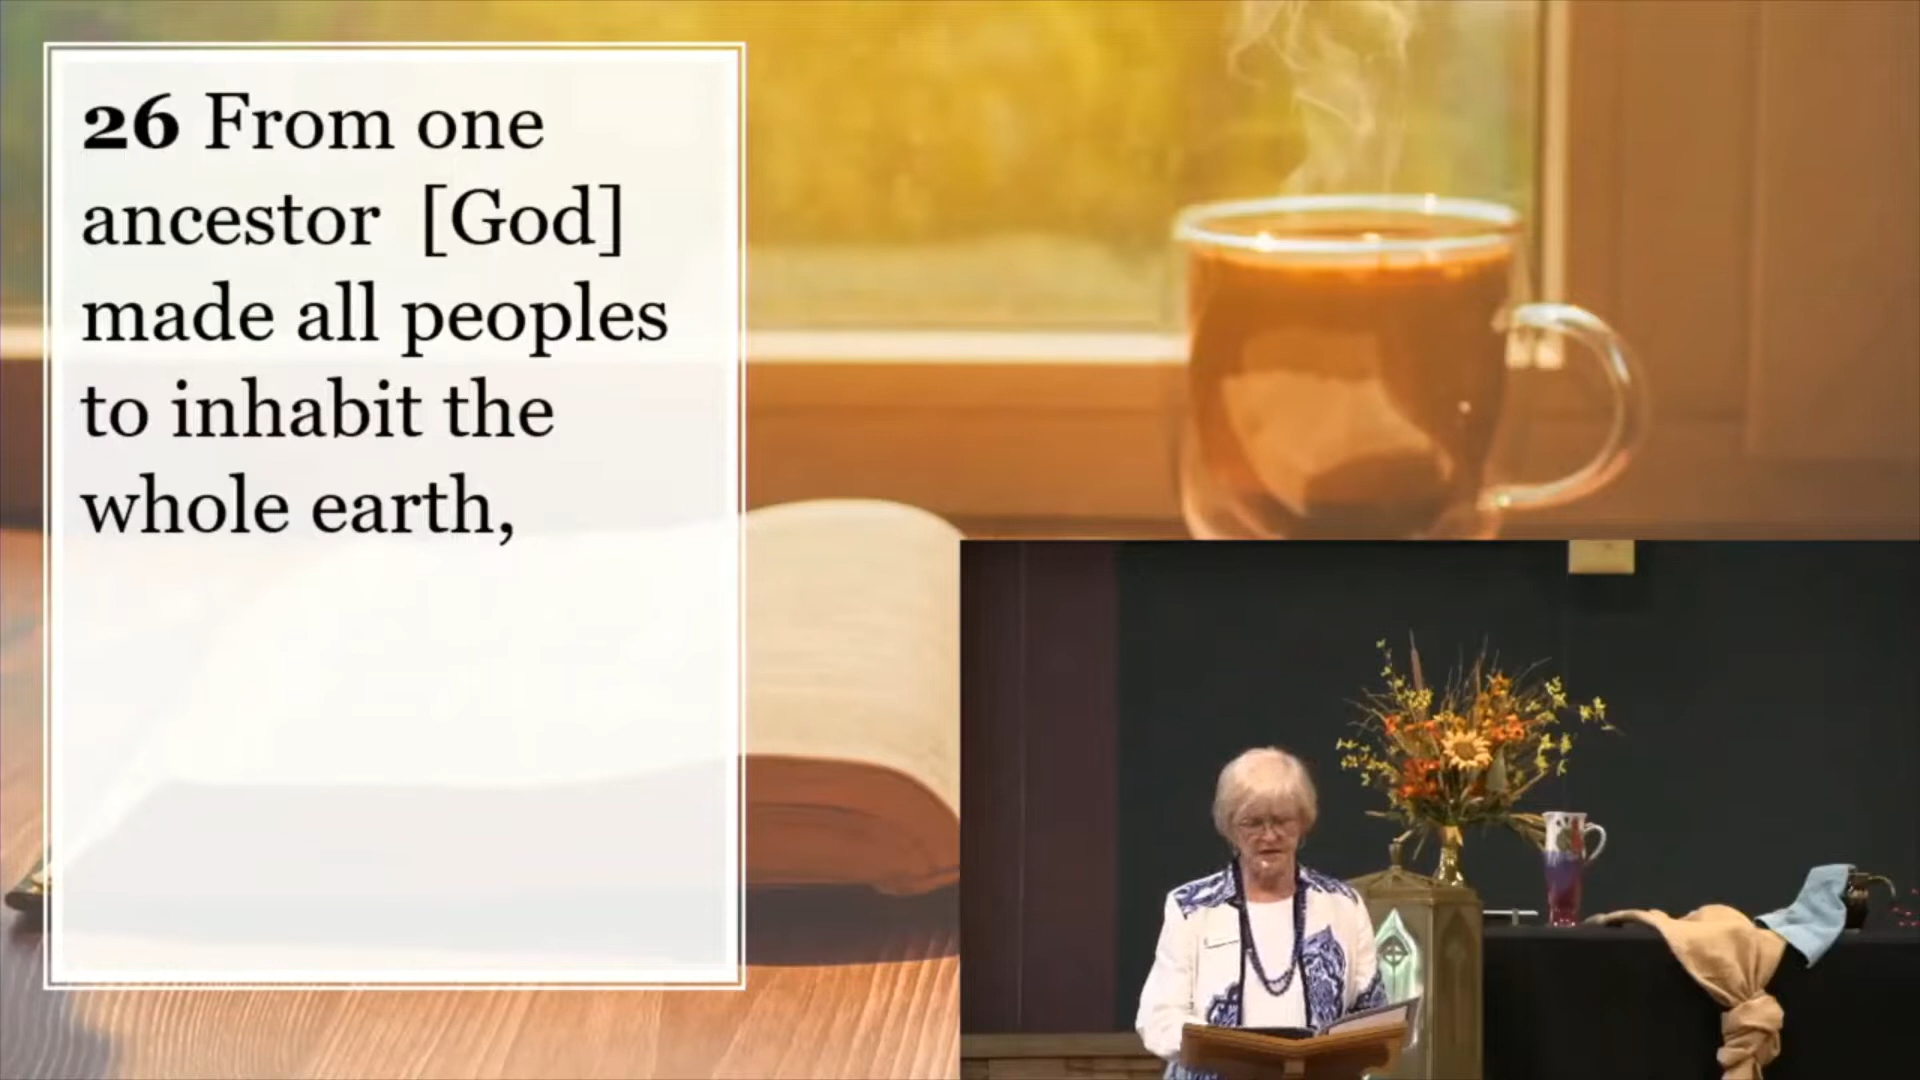 26 From one
ancestor [God]
made all peoples
to inhabit the
whole earth,